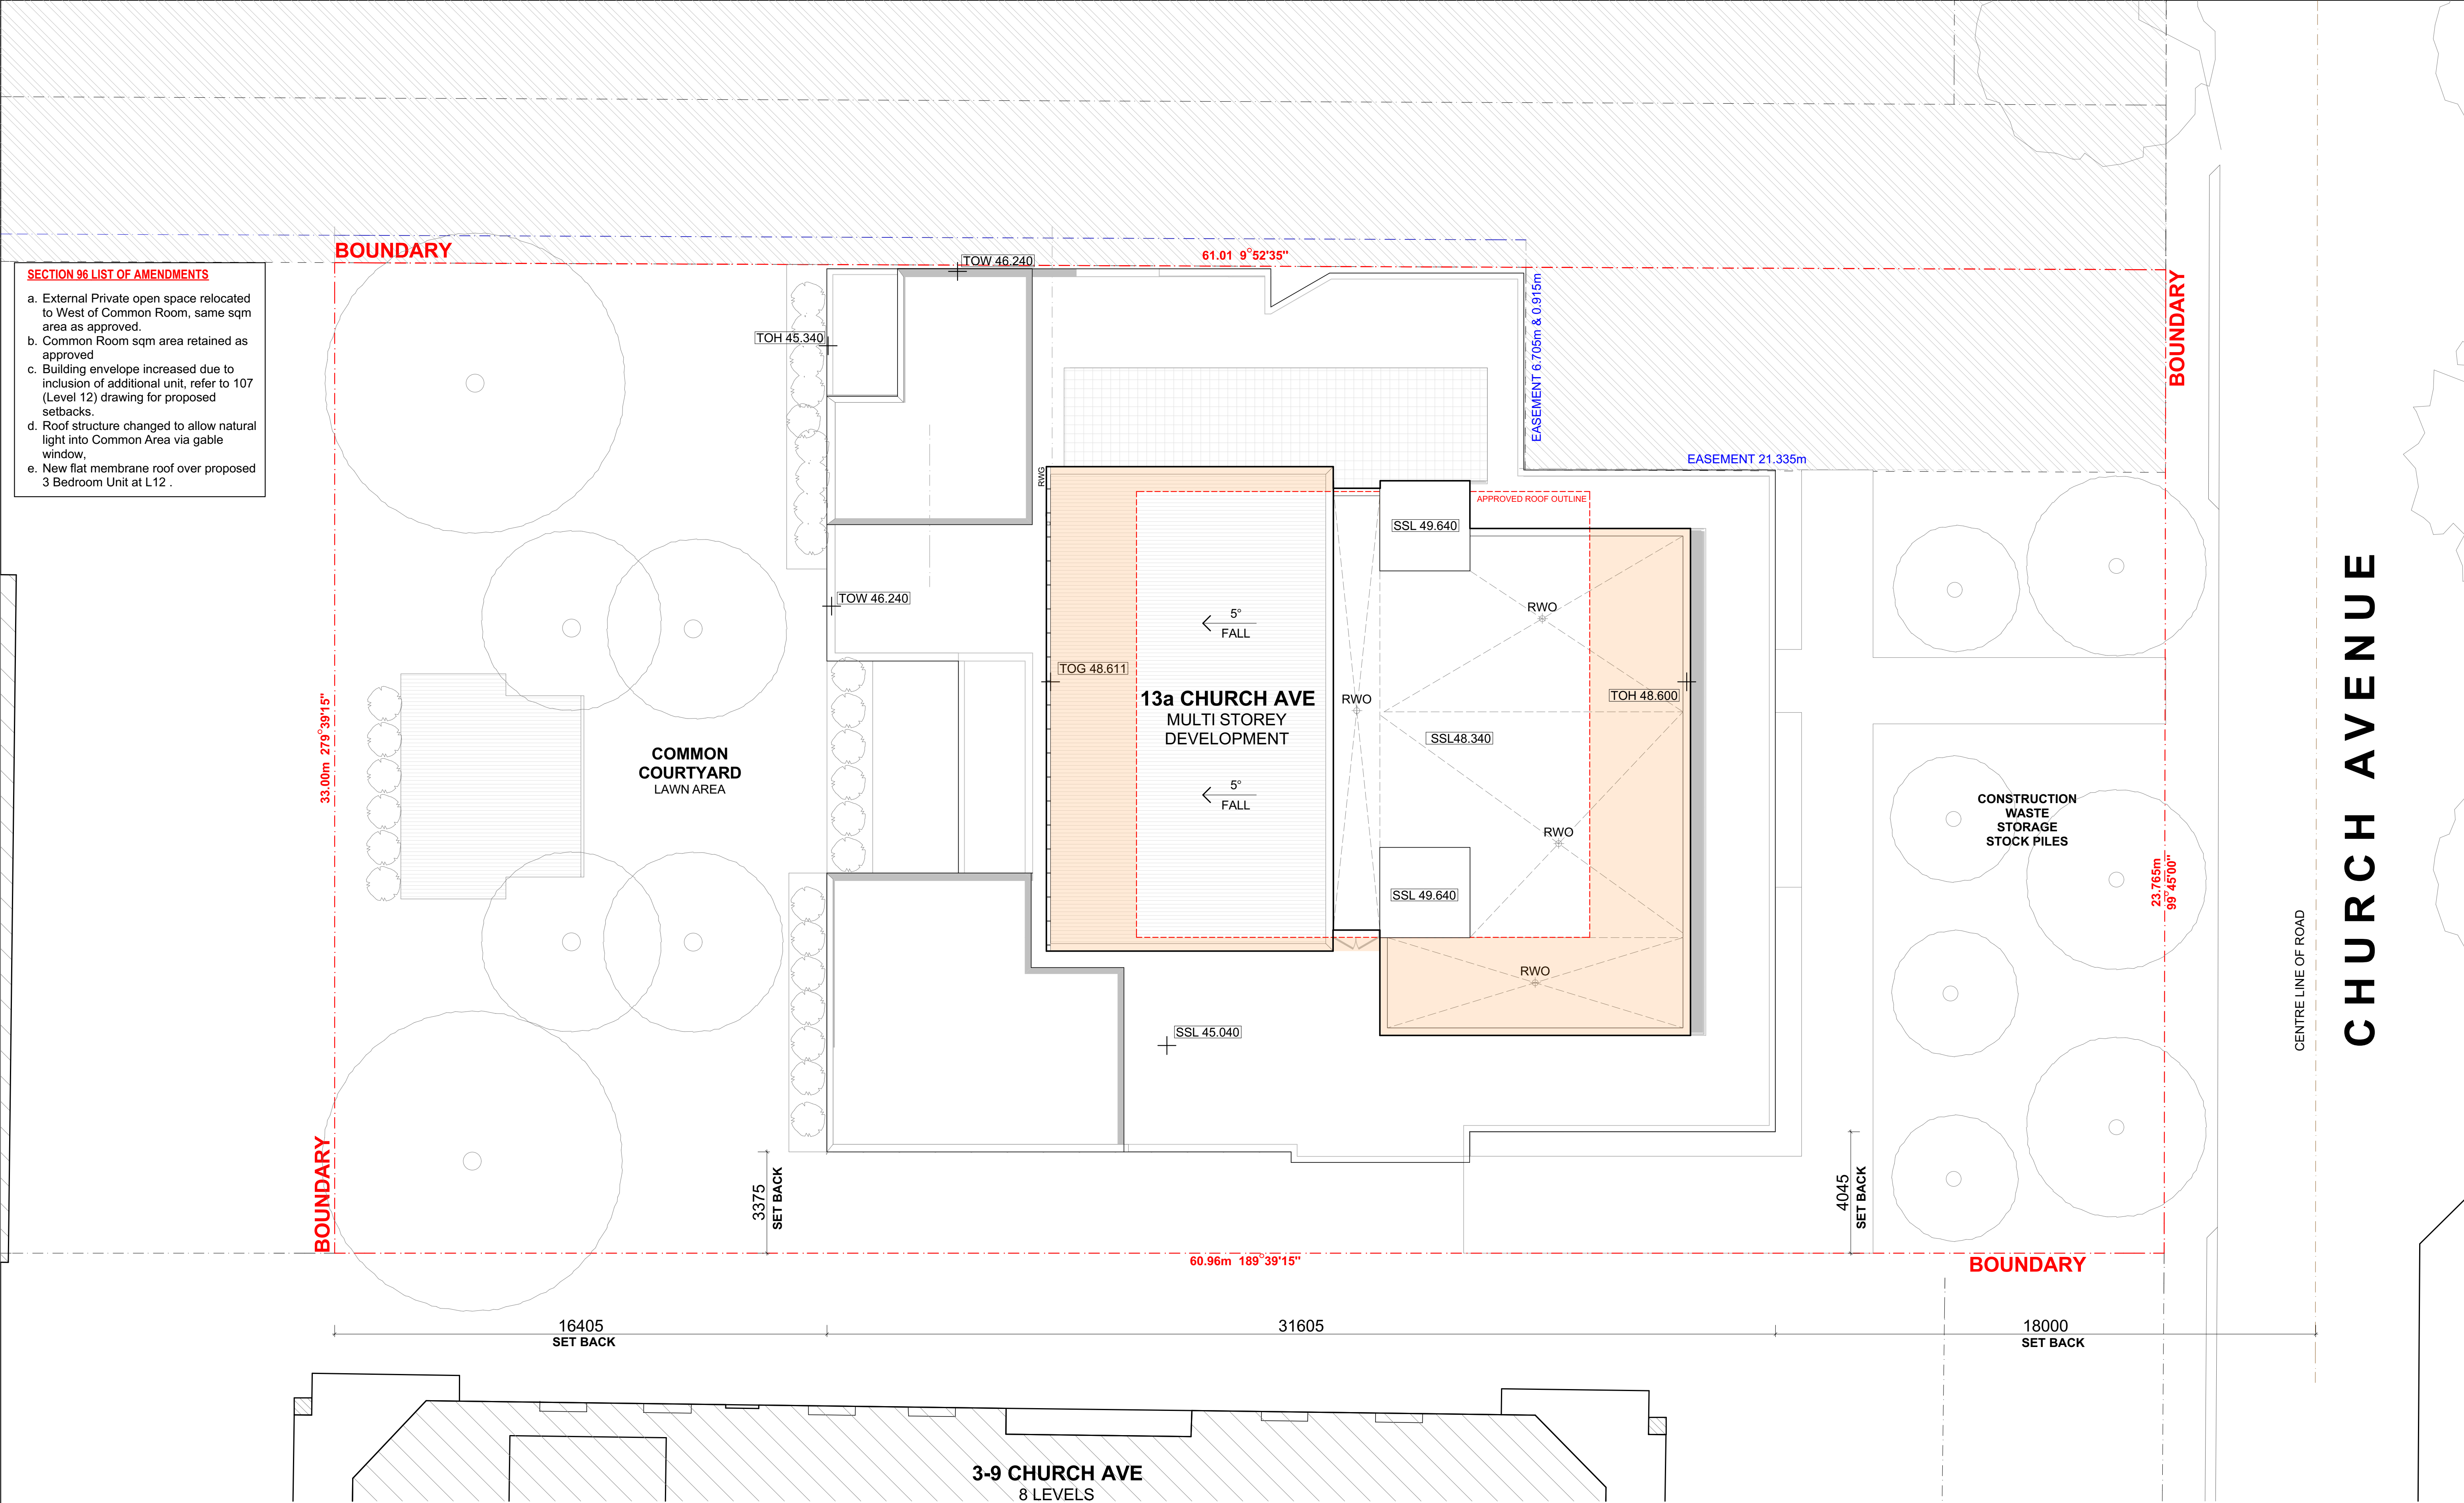 BOUNDARY
61.01 9°52'35"
SECTION 96 LIST OF AMENDMENTS
a. External Private open space relocated
to West of Common Room, same sqm
area as approved.
b. Common Room sqm area retained as
approved
c. Building envelope increased due to
inclusion of additional unit, refer to 107
(Level 12) drawing for proposed
setbacks.
d. Roof structure changed to allow natural
light into Common Area via gable
window,
e. New flat membrane roof over proposed
3 Bedroom Unit at L12 .
TOW 46.240
TOH 45.340
EASEMENT 6.705m & 0.915m
BOUNDARY
EASEMENT 21.335m
RWG
APPROVED ROOF OUTLINE
SSL 49.640
TOW 46.240
5°
FALL
RWO
TOG 48.611
13a CHURCH AVE
MULTI STOREY
DEVELOPMENT
RWO
TOH 48.600
SSL48.340
33.00m 279°39'15"
COMMON
COURTYARD
LAWN AREA
5°
FALL
RWO
SSL 49.640
CONSTRUCTION
WASTE
STORAGE
STOCK PILES
23.765m
99°45'00"
CENTRE LINE OF ROAD
CHURCH AVENUE
RWO
SSL 45.040
BOUNDARY
3375
SET BACK
4045
SET BACK
60.96m 189°39'15"
BOUNDARY
16405
SET BACK
31605
18000
SET BACK
3-9 CHURCH AVE
8 LEVELS